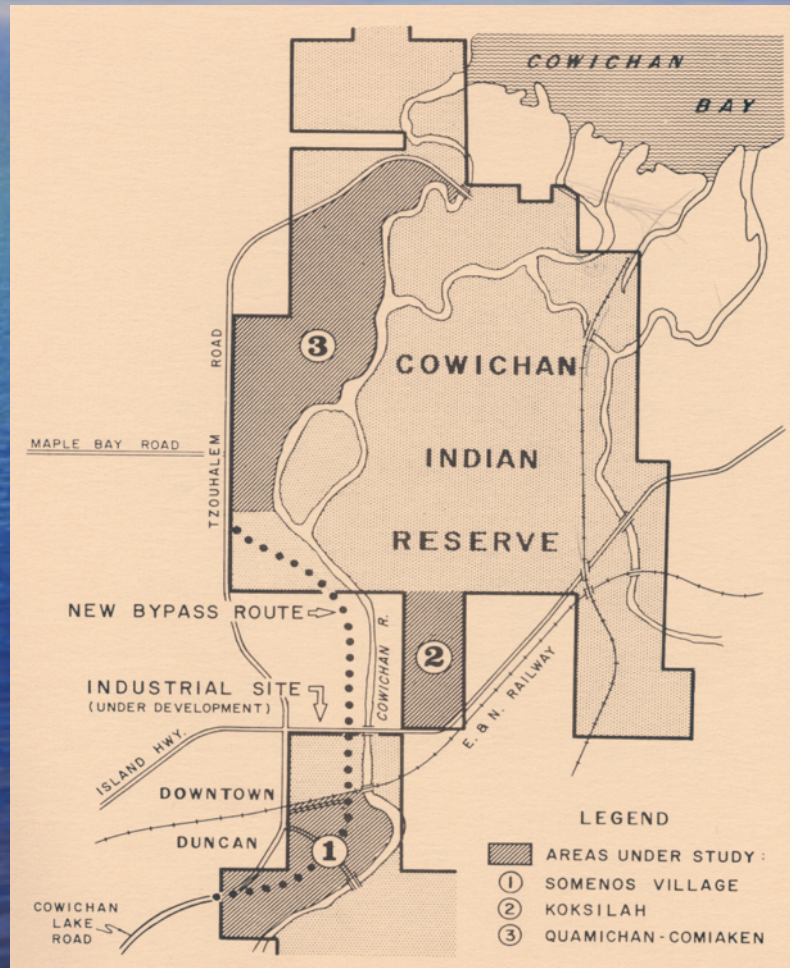 COWICHAN
BAY
3
COWICHAN
INDIAN
RESERVE
ROAD
TZOUHALEM
MAPLE BAY ROAD
NEW BYPASS ROUTE
COWICHAN R.
2
INDUSTRIAL SITE
(UNDER DEVELOPMENT)
E. & N. RAILWAY
ISLAND HWY.
DOWNTOWN
DUNCAN
1
COWICHAN
LAKE
ROAD
LEGEND
AREAS UNDER STUDY :
1 SOMENOS VILLAGE
2 KOKSILAH
3 QUAMICHAN-COMIAKEN